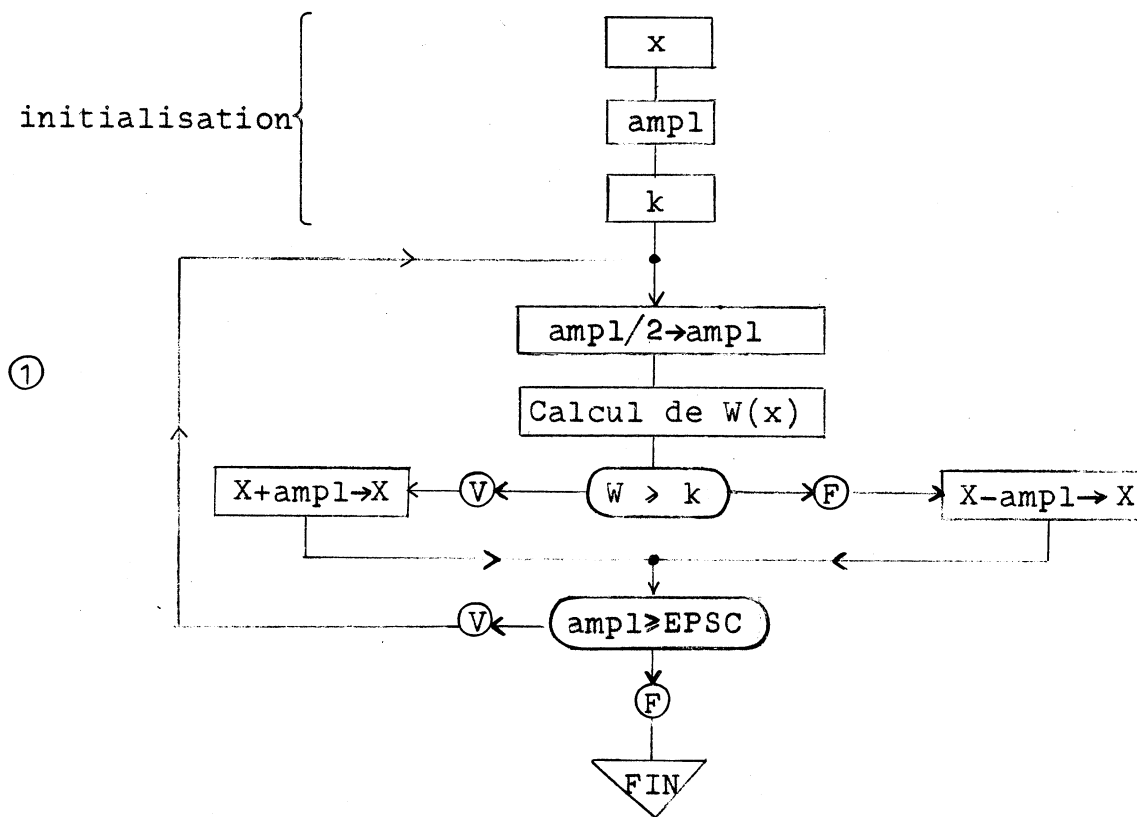 x
initialisation
ampl
k
ampl/2→ampl
①
Calcul de W(x)
X+ampl→X
V
W ⩾ k
F
X-ampl→X
V
ampl⩾EPSC
F
FIN